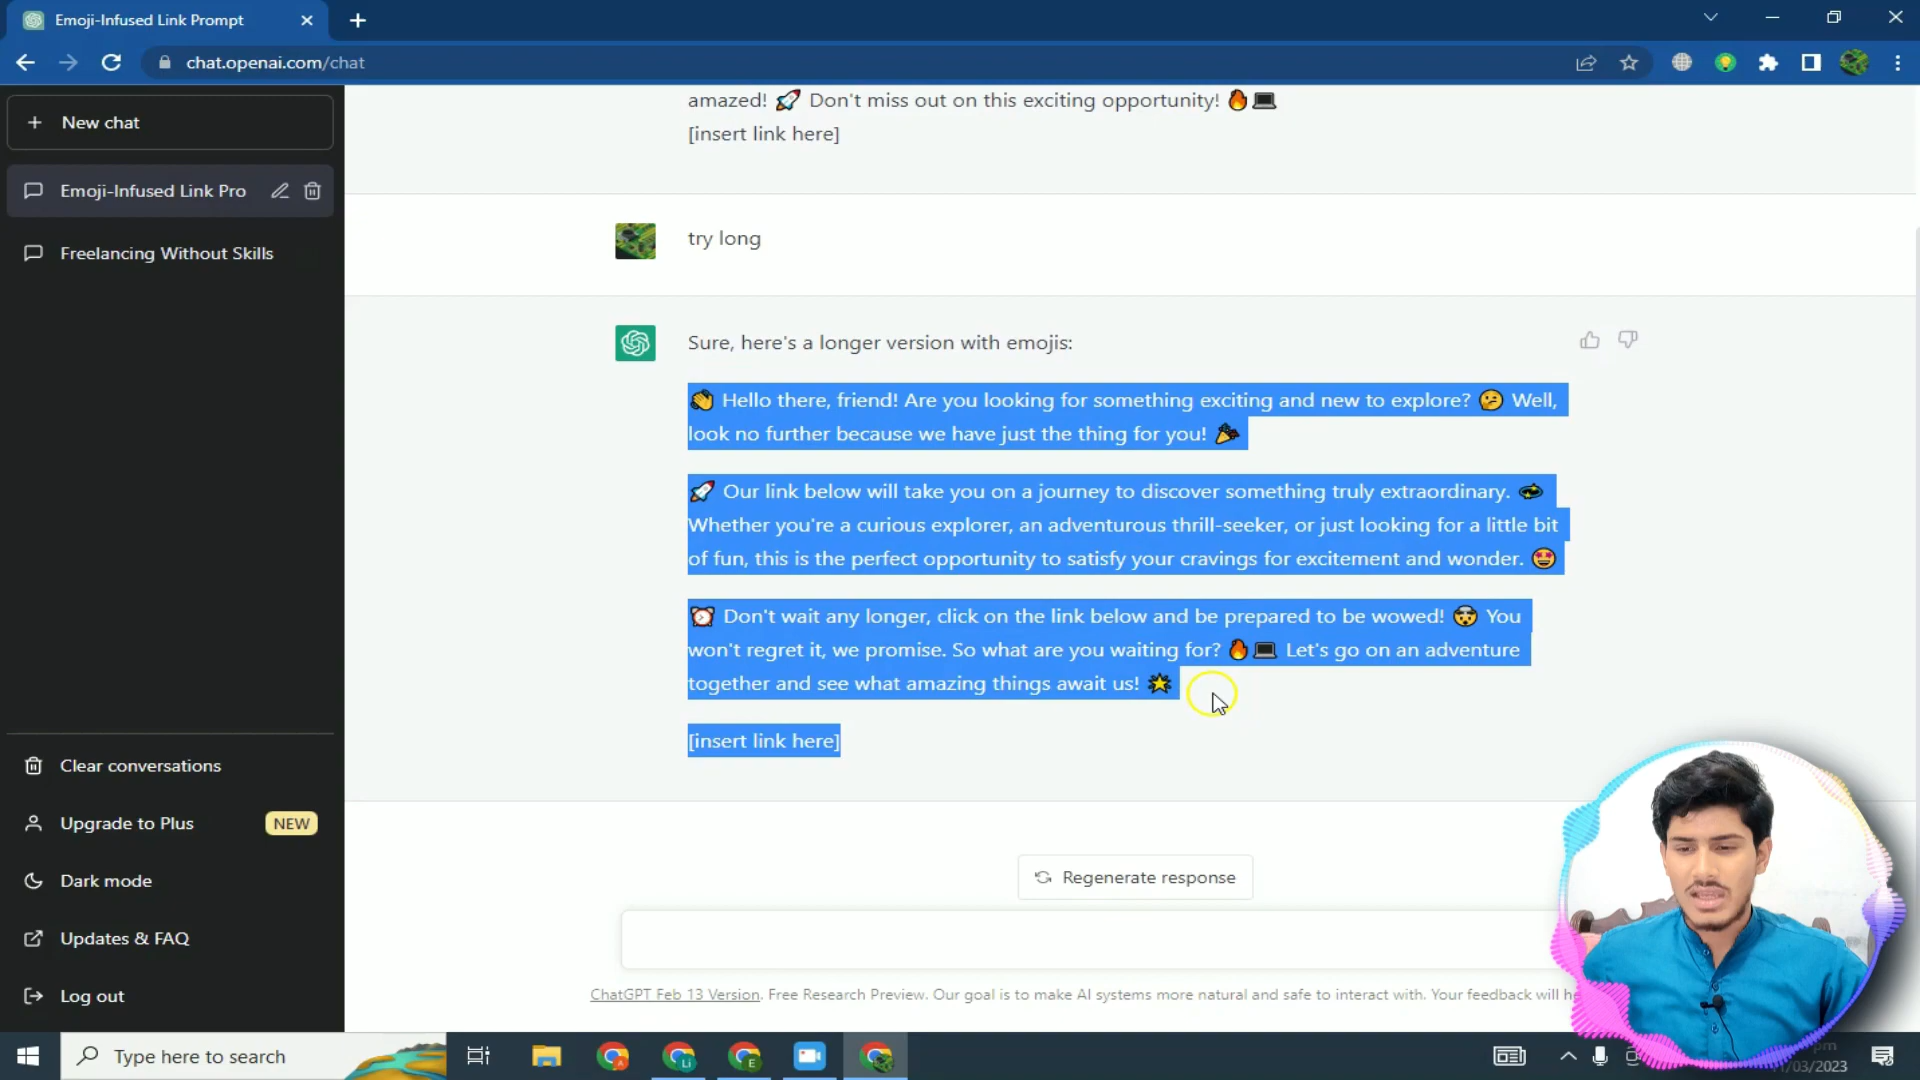 Emoji-Infused Link Prompt
chat.openai.com/chat
New chat
Emoji-Infused Link Pro
Freelancing Without Skills
Clear conversations
Upgrade to Plus
NEW
Dark mode
Updates & FAQ
Log out
amazed! 🚀 Don't miss out on this exciting opportunity! 🔥💻
[insert link here]
try long
Sure, here's a longer version with emojis:
👋 Hello there, friend! Are you looking for something exciting and new to explore? 🤔 Well,
look no further because we have just the thing for you! 🎉
🚀 Our link below will take you on a journey to discover something truly extraordinary. 💫
Whether you're a curious explorer, an adventurous thrill-seeker, or just looking for a little bit
of fun, this is the perfect opportunity to satisfy your cravings for excitement and wonder. 🤩
⏰ Don't wait any longer, click on the link below and be prepared to be wowed! 🤯 You
won't regret it, we promise. So what are you waiting for? 🔥💻 Let's go on an adventure
together and see what amazing things await us! 🌟
[insert link here]
Regenerate response
ChatGPT Feb 13 Version. Free Research Preview. Our goal is to make AI systems more natural and safe to interact with. Your feedback will
Type here to search
pm
/03/2023